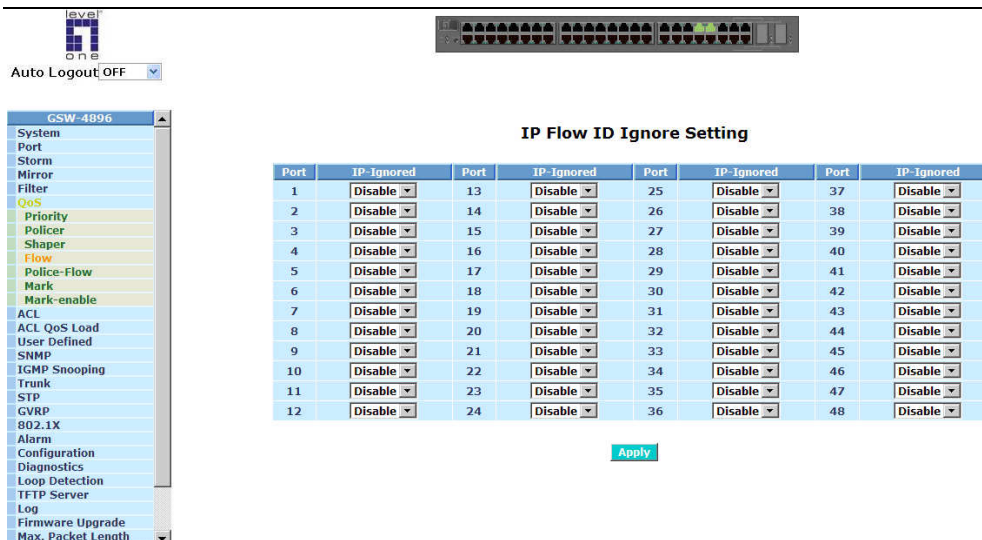 level
one
Auto Logout OFF
GSW-4896
System
Port
Storm
Mirror
Filter
QoS
Priority
Policer
Shaper
Flow
Police-Flow
Mark
Mark-enable
ACL
ACL QoS Load
User Defined
SNMP
IGMP Snooping
Trunk
STP
GVRP
802.1X
Alarm
Configuration
Diagnostics
Loop Detection
TFTP Server
Log
Firmware Upgrade
Max. Packet Length
IP Flow ID Ignore Setting
Port IP-Ignored Port IP-Ignored Port IP-Ignored Port IP-Ignored
1 Disable 13 Disable 25 Disable 37 Disable
2 Disable 14 Disable 26 Disable 38 Disable
3 Disable 15 Disable 27 Disable 39 Disable
4 Disable 16 Disable 28 Disable 40 Disable
5 Disable 17 Disable 29 Disable 41 Disable
6 Disable 18 Disable 30 Disable 42 Disable
7 Disable 19 Disable 31 Disable 43 Disable
8 Disable 20 Disable 32 Disable 44 Disable
9 Disable 21 Disable 33 Disable 45 Disable
10 Disable 22 Disable 34 Disable 46 Disable
11 Disable 23 Disable 35 Disable 47 Disable
12 Disable 24 Disable 36 Disable 48 Disable
Apply